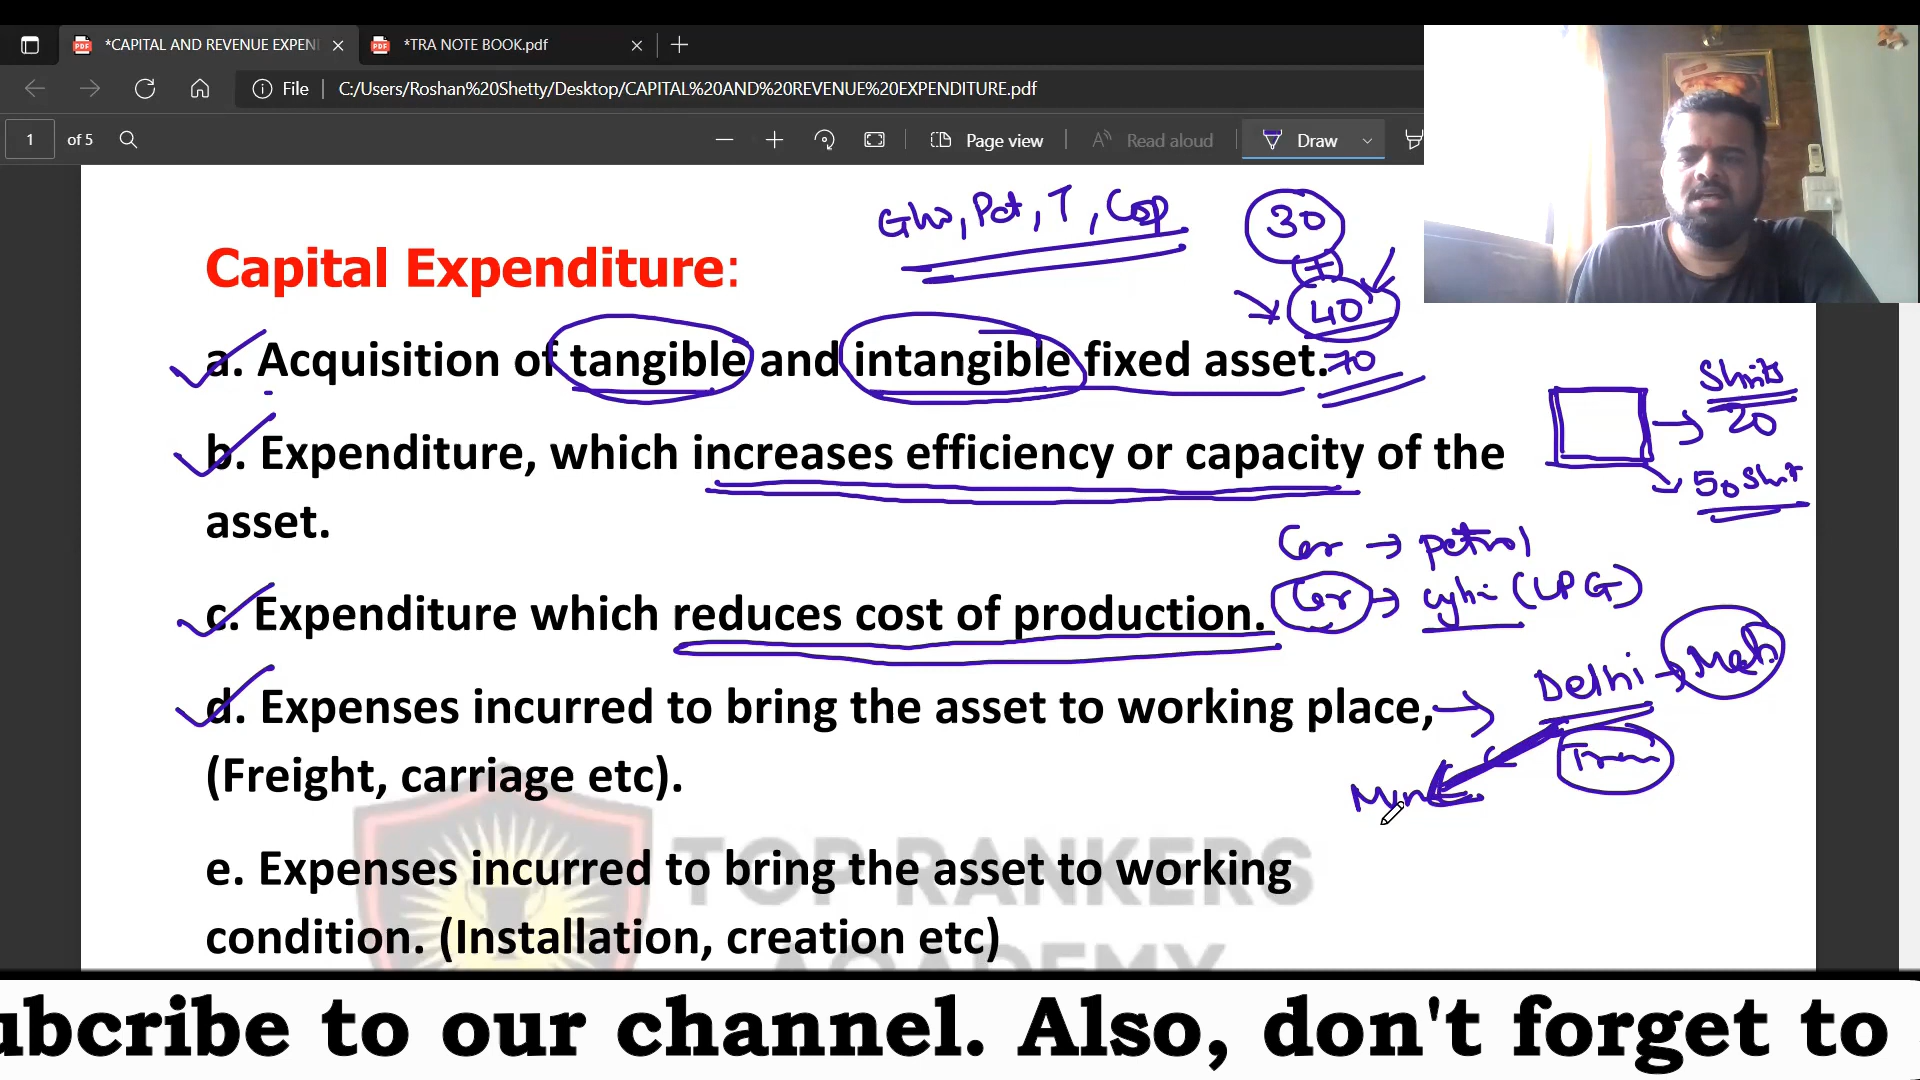 *CAPITAL AND REVENUE EXPEN
*TRA NOTE BOOK.pdf
File
C:/Users/Roshan%20Shetty/Desktop/CAPITAL%20AND%20REVENUE%20EXPENDITURE.pdf
1 of 5
Page view
Read aloud
Draw
Pat, T, Cop
30
+
40
70
Capital Expenditure:
a. Acquisition of tangible and intangible fixed asset.
Shirts
20
50 Shirt
b. Expenditure, which increases efficiency or capacity of the
asset.
Car → petrol
c. Expenditure which reduces cost of production.
Car → (LPG)
d. Expenses incurred to bring the asset to working place,
Delhi →
(Freight, carriage etc).
e. Expenses incurred to bring the asset to working
condition. (Installation, creation etc)
TOP RANKERS
ACADEMY
ubcribe to our channel. Also, don't forget to